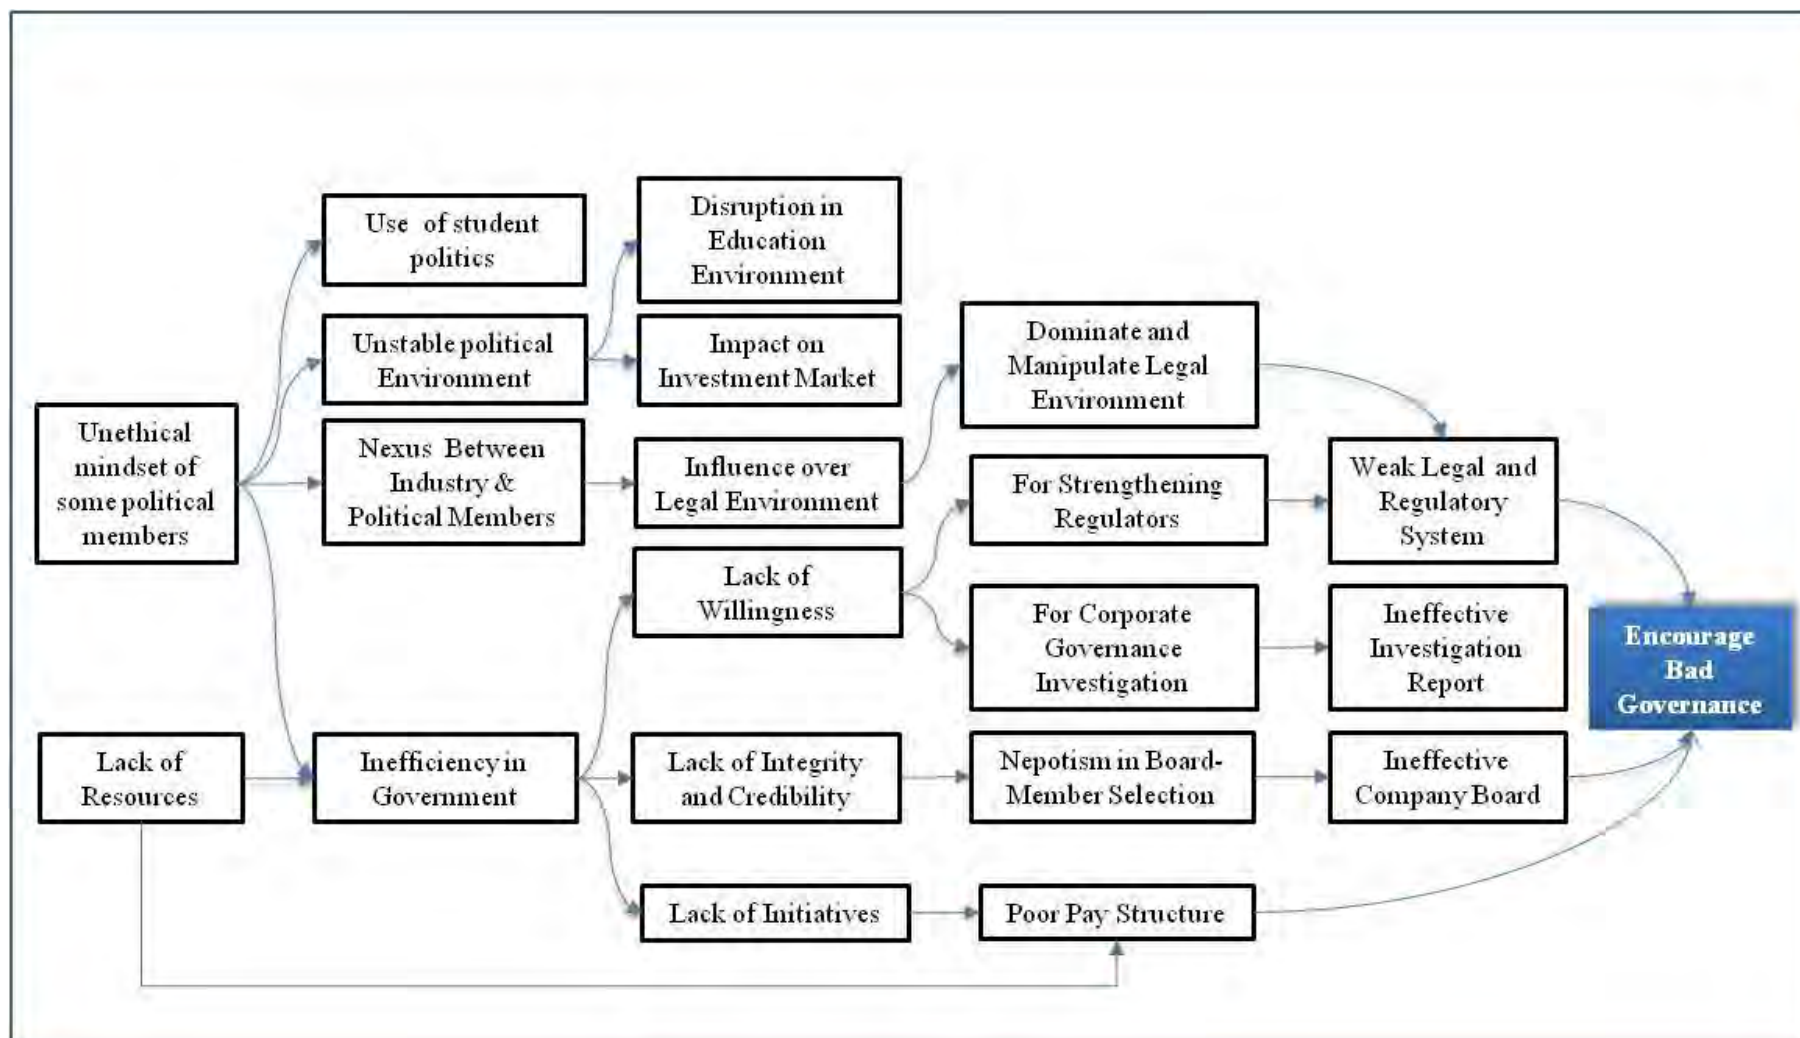 Use of student
politics
Disruption in
Education
Environment
Unstable political
Environment
Impact on
Investment Market
Dominate and
Manipulate Legal
Environment
Unethical
mindset of
some political
members
Nexus Between
Industry &
Political Members
Influence over
Legal Environment
For Strengthening
Regulators
Weak Legal and
Regulatory
System
Lack of
Willingness
For Corporate
Governance
Investigation
Ineffective
Investigation
Report
Encourage
Bad
Governance
Lack of
Resources
Inefficiency in
Government
Lack of Integrity
and Credibility
Nepotism in Board-
Member Selection
Ineffective
Company Board
Lack of Initiatives
Poor Pay Structure